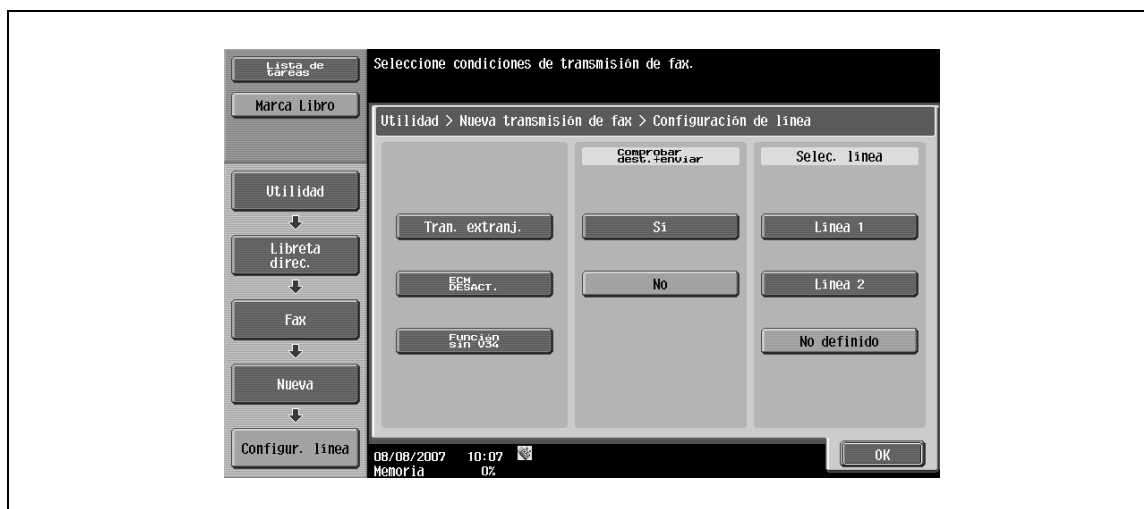 Lista de
tareas
Marca Libro
Utilidad
Libreta
direc.
Fax
Nueva
Configur. línea
Seleccione condiciones de transmisión de fax.
Utilidad > Nueva transmisión de fax > Configuración de línea
Tran. extranj.
ECM
DESACT.
Función
sin V34
Comprobar
dest.+enviar
Sí
No
Selec. línea
Línea 1
Línea 2
No definido
08/08/2007 10:07
Memoria 0%
OK